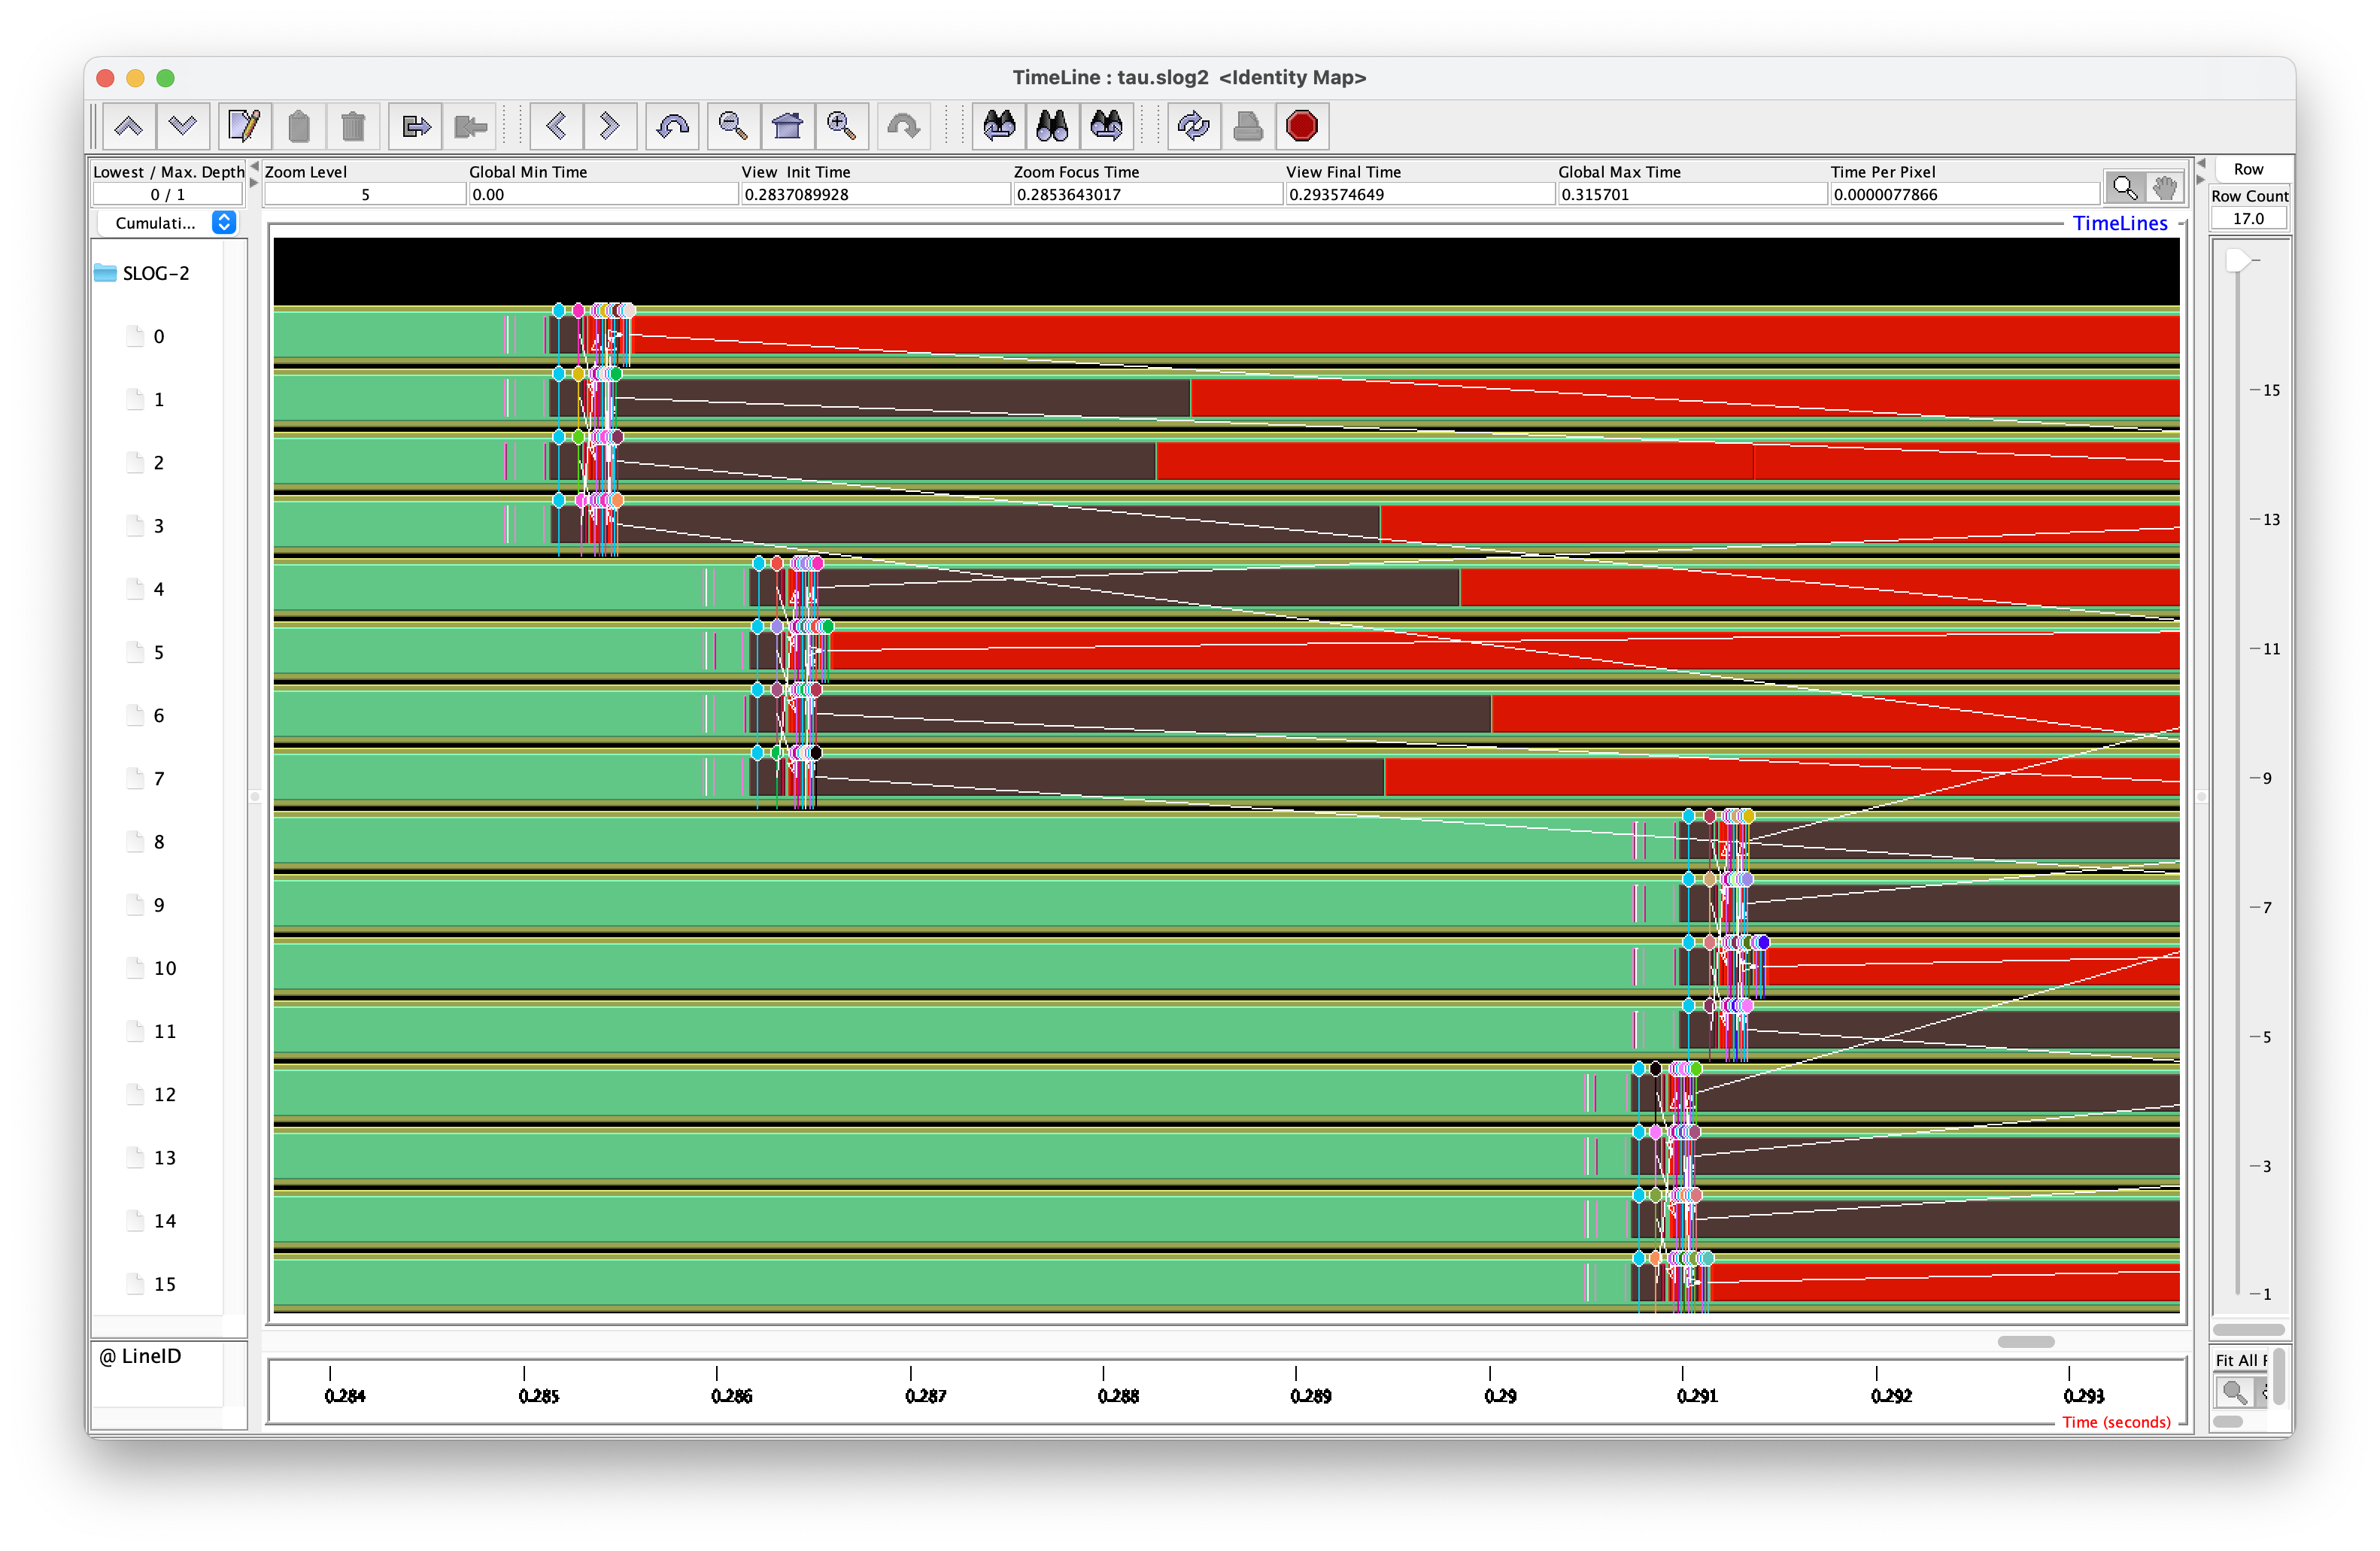 TimeLine : tau.slog2 <Identity Map>
Lowest / Max. Depth
0 / 1
Zoom Level
5
Global Min Time
0.00
View Init Time
0.2837089928
Zoom Focus Time
0.2853643017
View Final Time
0.293574649
Global Max Time
0.315701
Time Per Pixel
0.0000077866
Row
Row Count
17.0
Cumulati...
TimeLines
SLOG-2
0
1
2
3
4
5
6
7
8
9
10
11
12
13
14
15
15
13
11
9
7
5
3
1
@ LineID
Fit All
0.284
0.285
0.286
0.287
0.288
0.289
0.29
0.291
0.292
0.293
Time (seconds)